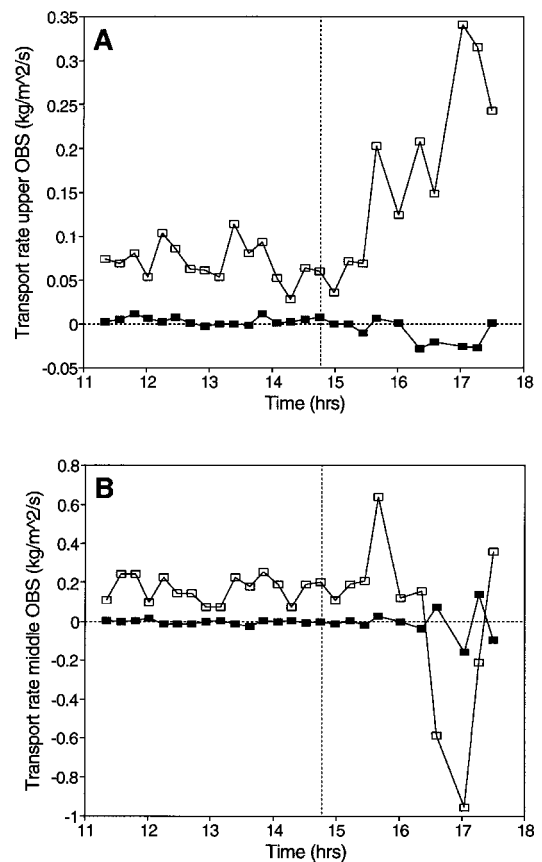 A
Transport rate upper OBS (kg/m^2/s)
0.35
0.3
0.25
0.2
0.15
0.1
0.05
0
-0.05
11 12 13 14 15 16 17 18
Time (hrs)
B
Transport rate middle OBS (kg/m^2/s)
0.8
0.6
0.4
0.2
0
-0.2
-0.4
-0.6
-0.8
-1
11 12 13 14 15 16 17 18
Time (hrs)